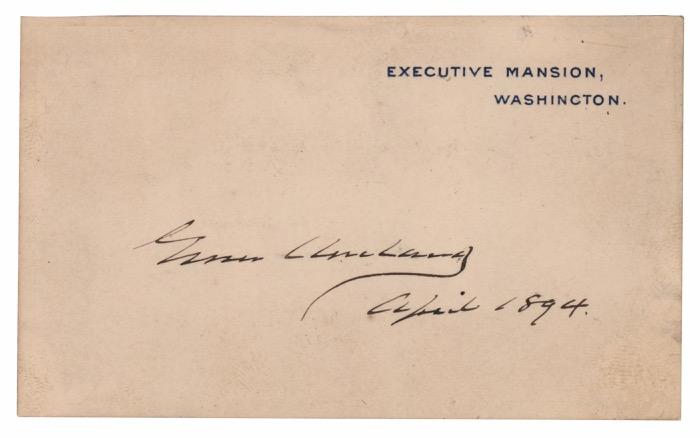 EXECUTIVE MANSION,
WASHINGTON.
Grover Cleveland
April 1894.